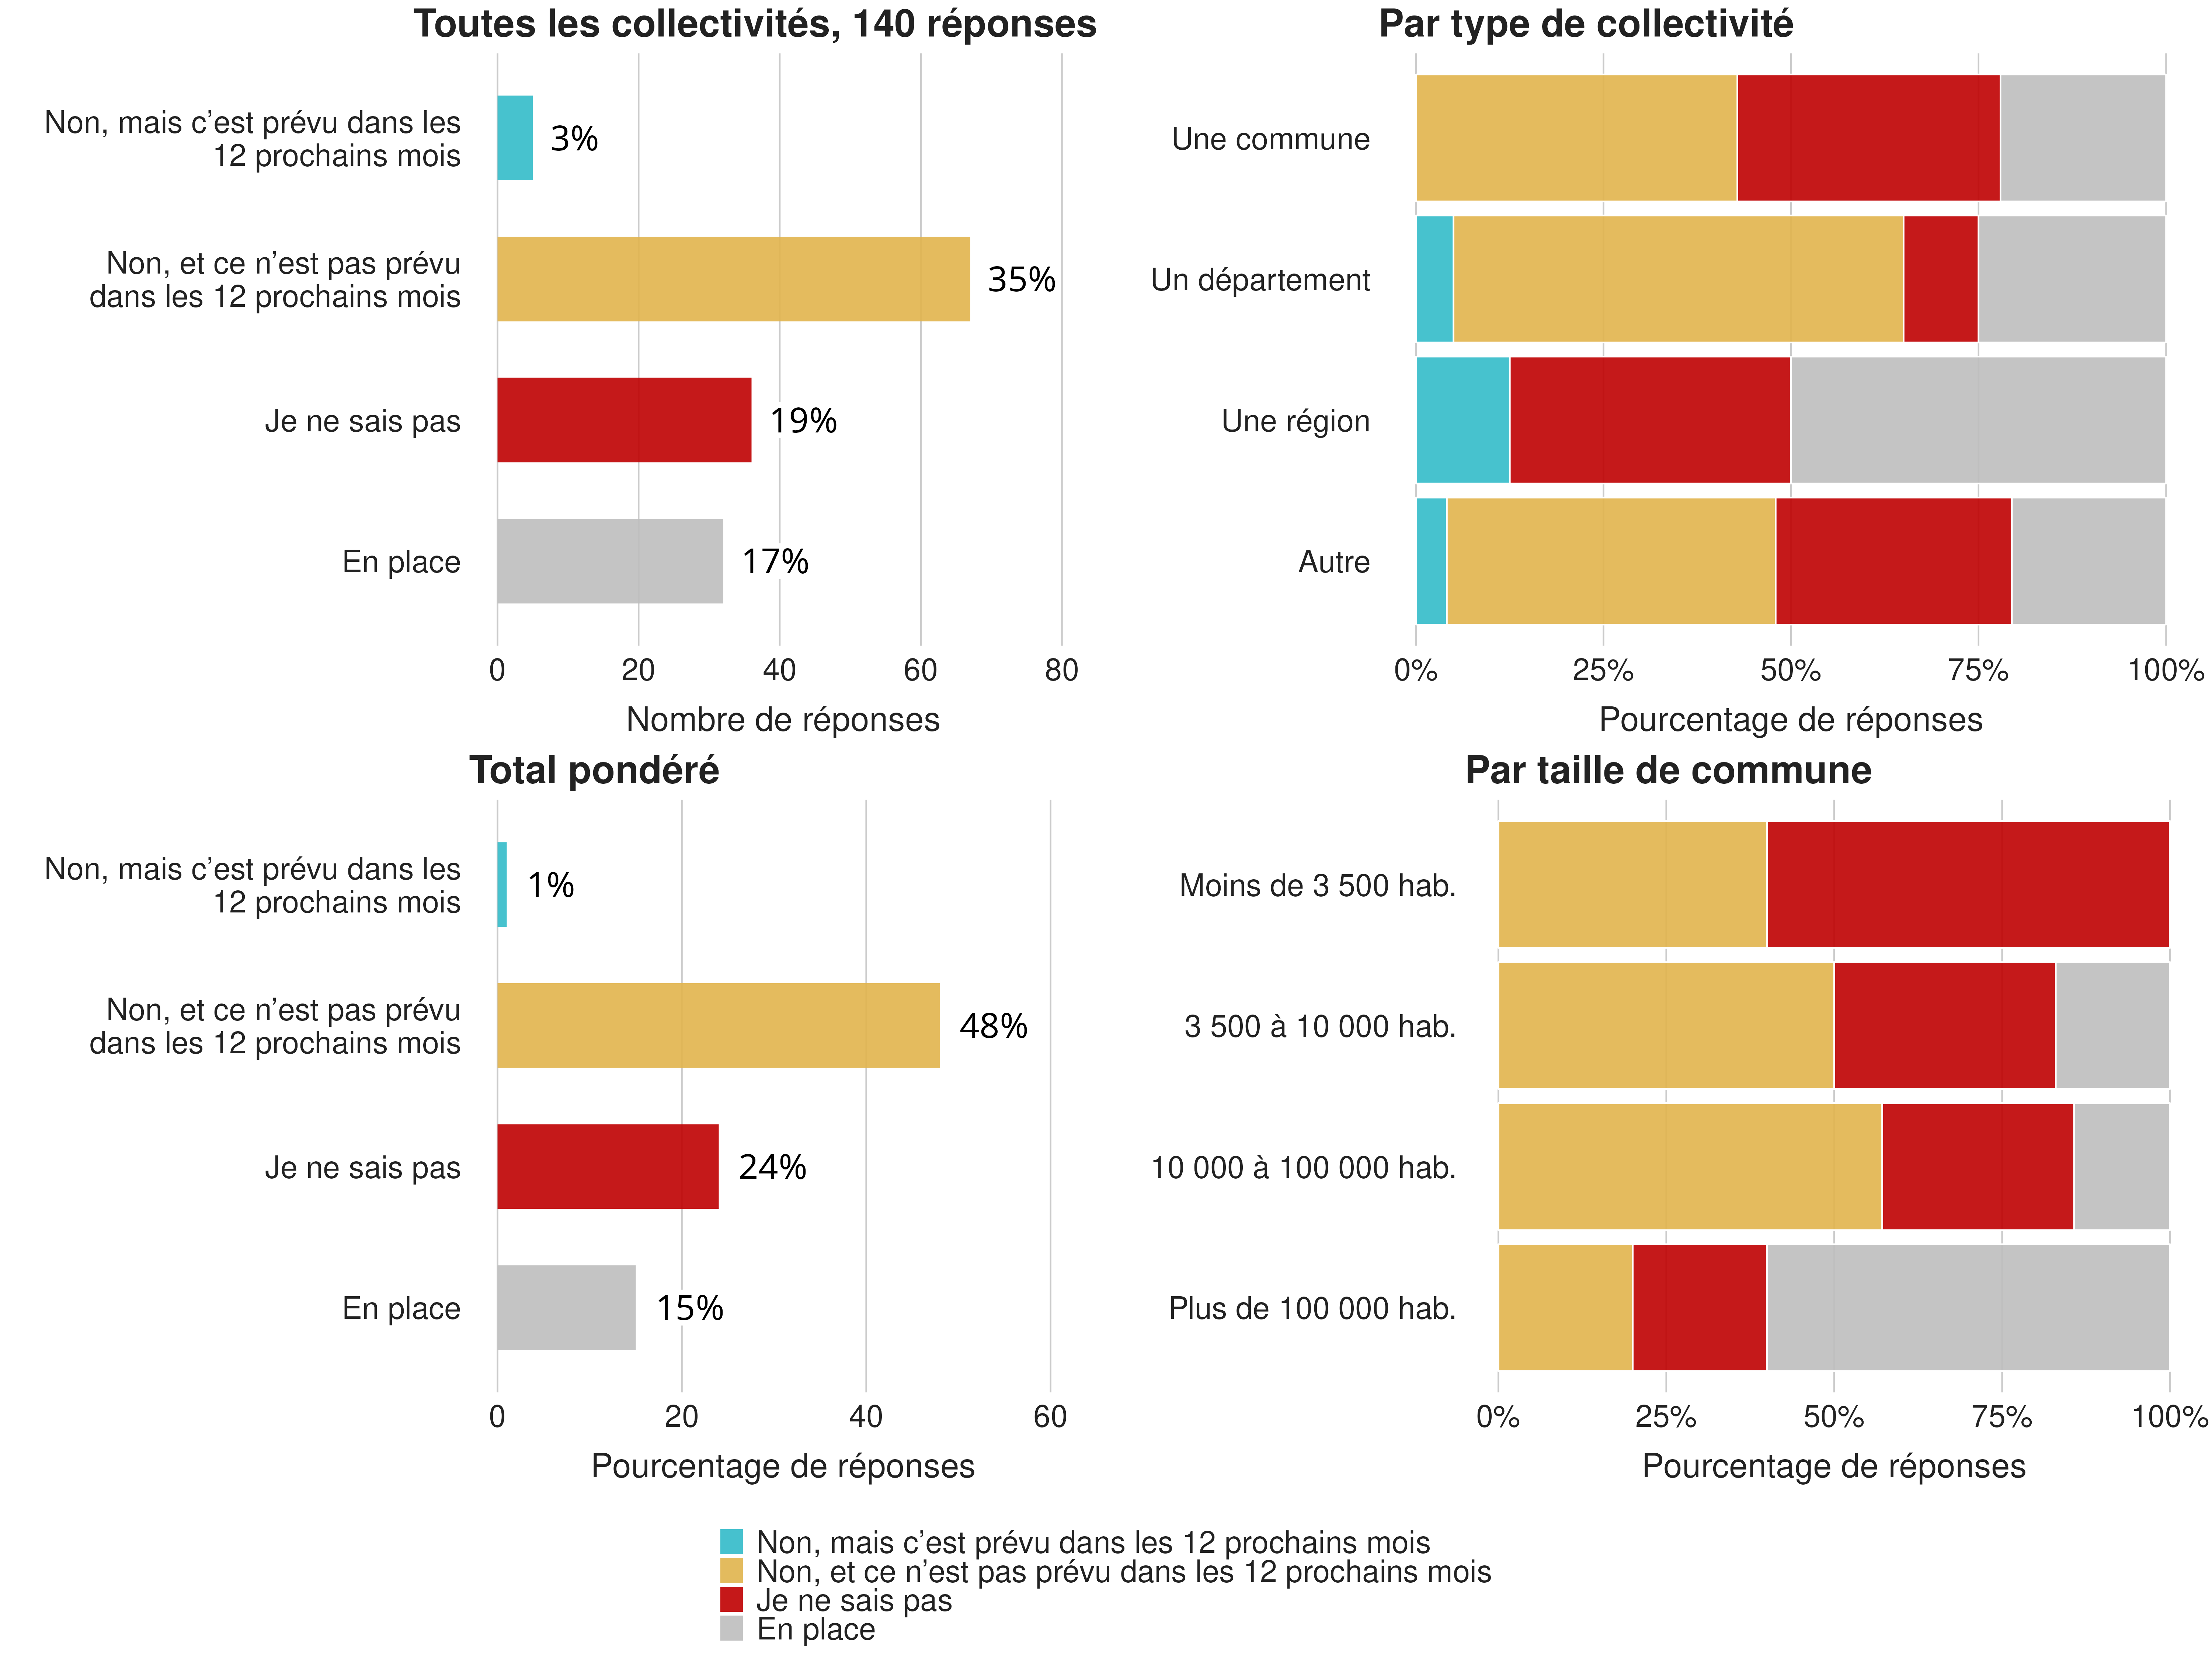 Toutes les collectivités, 140 réponses
Non, mais c’est prévu dans les
12 prochains mois
3%
Non, et ce n’est pas prévu
dans les 12 prochains mois
35%
Je ne sais pas
19%
En place
17%
0 20 40 60 80
Nombre de réponses
Par type de collectivité
Une commune
Un département
Une région
Autre
0% 25% 50% 75% 100%
Pourcentage de réponses
Total pondéré
Non, mais c’est prévu dans les
12 prochains mois
1%
Non, et ce n’est pas prévu
dans les 12 prochains mois
48%
Je ne sais pas
24%
En place
15%
0 20 40 60
Pourcentage de réponses
Par taille de commune
Moins de 3 500 hab.
3 500 à 10 000 hab.
10 000 à 100 000 hab.
Plus de 100 000 hab.
0% 25% 50% 75% 100%
Pourcentage de réponses
Non, mais c’est prévu dans les 12 prochains mois
Non, et ce n’est pas prévu dans les 12 prochains mois
Je ne sais pas
En place